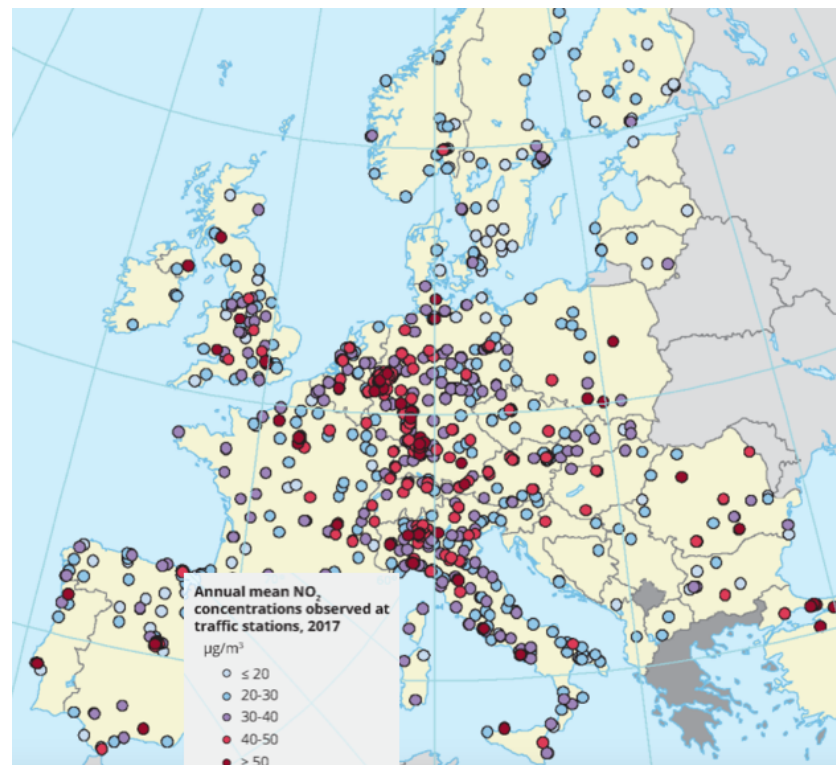 Annual mean NO₂
concentrations observed at
traffic stations, 2017
µg/m³
≤ 20
20-30
30-40
40-50
> 50